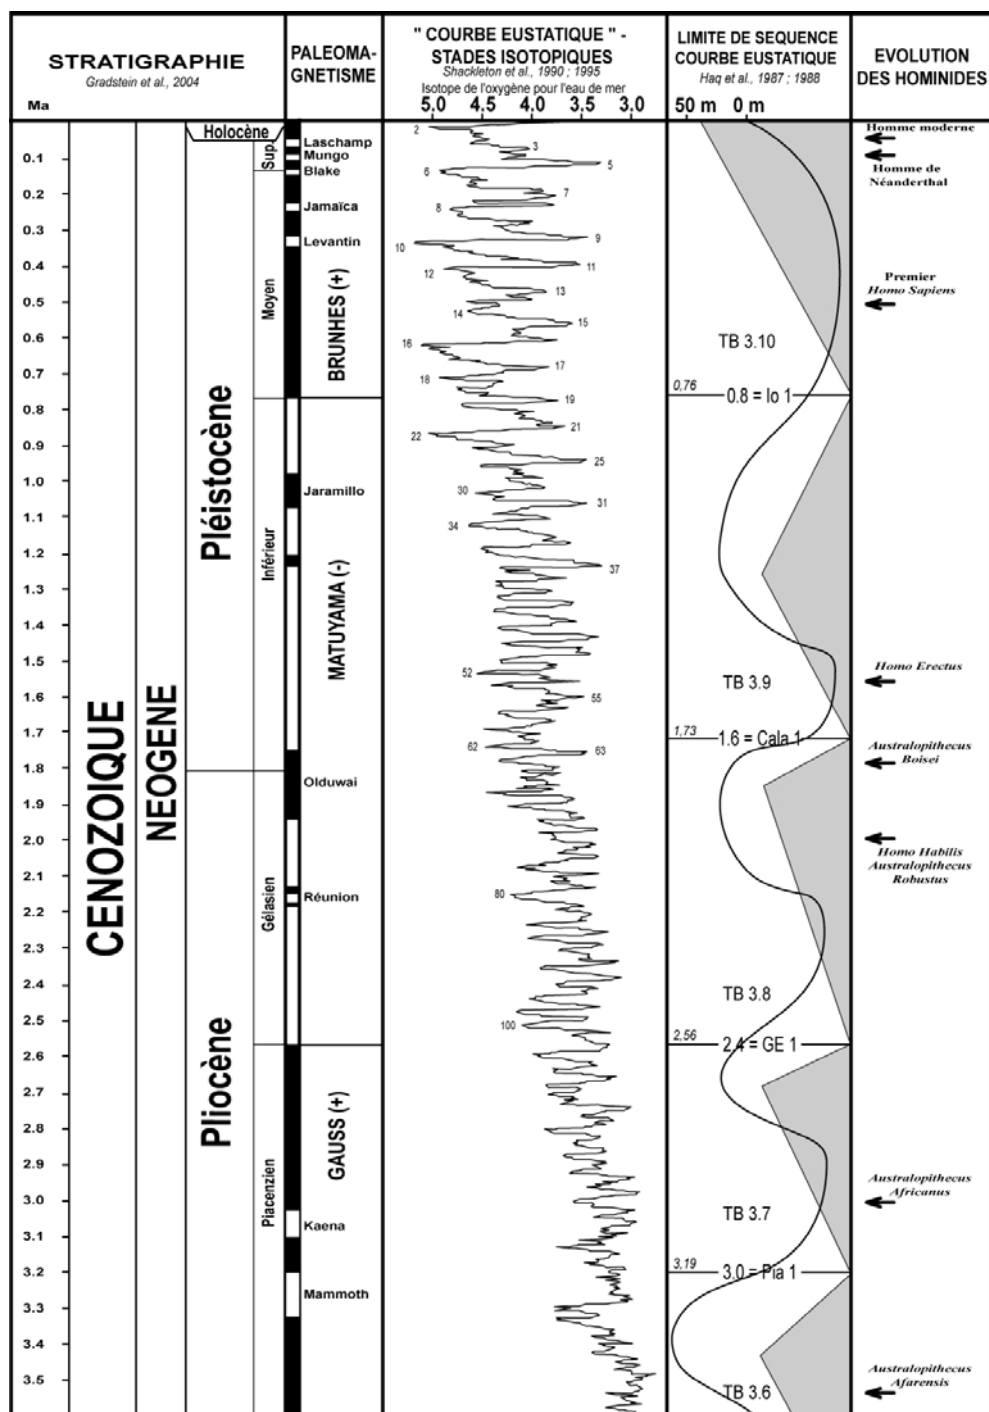 STRATIGRAPHIE
Gradstein et al., 2004
Ma
PALEOMA-
GNETISME
" COURBE EUSTATIQUE " -
STADES ISOTOPIQUES
Shackleton et al., 1990 ; 1995
Isotope de l'oxygène pour l'eau de mer
5.0 4.5 4.0 3.5 3.0
LIMITE DE SEQUENCE
COURBE EUSTATIQUE
Haq et al., 1987 ; 1988
50 m 0 m
EVOLUTION
DES HOMINIDES
0.1
0.2
0.3
0.4
0.5
0.6
0.7
0.8
0.9
1.0
1.1
1.2
1.3
1.4
1.5
1.6
1.7
1.8
1.9
2.0
2.1
2.2
2.3
2.4
2.5
2.6
2.7
2.8
2.9
3.0
3.1
3.2
3.3
3.4
3.5
CENOZOIQUE
NEOGENE
Holocène
Pléistocène
Pliocène
Sup.
Moyen
Inférieur
Gélasien
Piacenzien
Laschamp
Mungo
Blake
Jamaïca
Levantin
BRUNHES (+)
Jaramillo
MATUYAMA (-)
Olduwai
Réunion
GAUSS (+)
Kaena
Mammoth
2
3
5
6
7
8
9
10
11
12
13
14
15
16
17
18
19
21
22
25
30
31
34
37
52
55
62
63
80
100
TB 3.10
0,76
0.8 = Io 1
TB 3.9
1,73
1.6 = Cala 1
TB 3.8
2,56
2.4 = GE 1
TB 3.7
3,19
3.0 = Pia 1
TB 3.6
Homme moderne
Homme de
Néanderthal
Premier
Homo Sapiens
Homo Erectus
Australopithecus
Boisei
Homo Habilis
Australopithecus
Robustus
Australopithecus
Africanus
Australopithecus
Afarensis